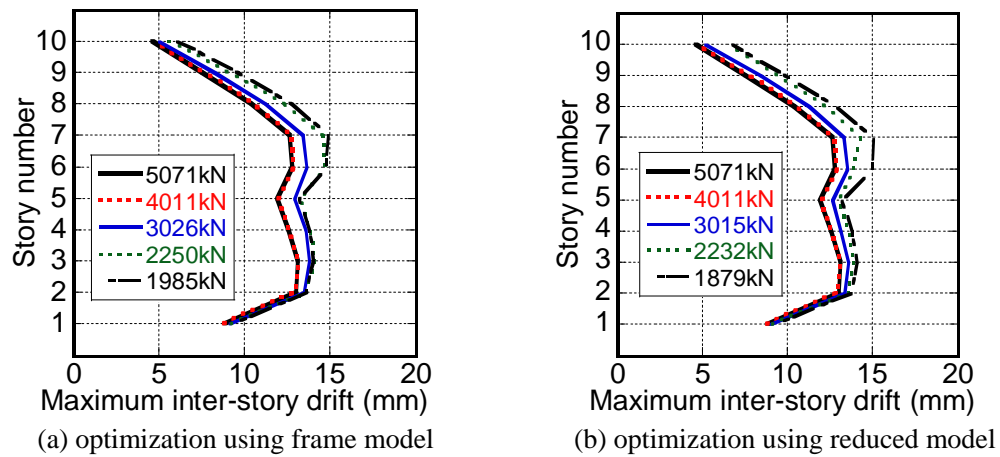 Story number
10
9
8
7
6
5
4
3
2
1
5071kN
4011kN
3026kN
2250kN
1985kN
0 5 10 15 20
Maximum inter-story drift (mm)
(a) optimization using frame model
Story number
10
9
8
7
6
5
4
3
2
1
5071kN
4011kN
3015kN
2232kN
1879kN
0 5 10 15 20
Maximum inter-story drift (mm)
(b) optimization using reduced model